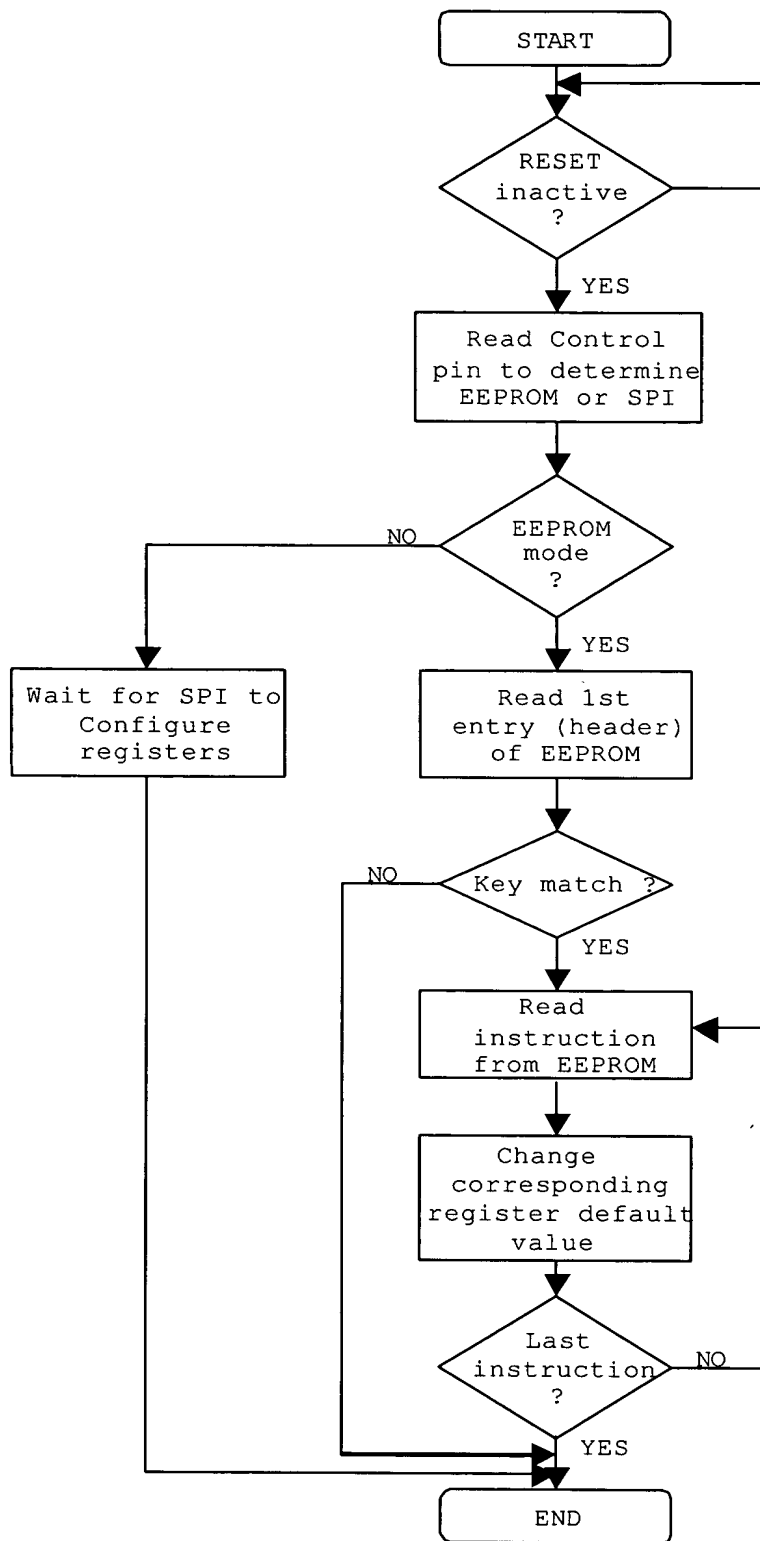 START
RESET
inactive
?
YES
Read Control
pin to determine
EEPROM or SPI
NO
EEPROM
mode
?
YES
Wait for SPI to
Configure
registers
Read 1st
entry (header)
of EEPROM
NO
Key match ?
YES
Read
instruction
from EEPROM
Change
corresponding
register default
value
Last
instruction
?
NO
YES
END